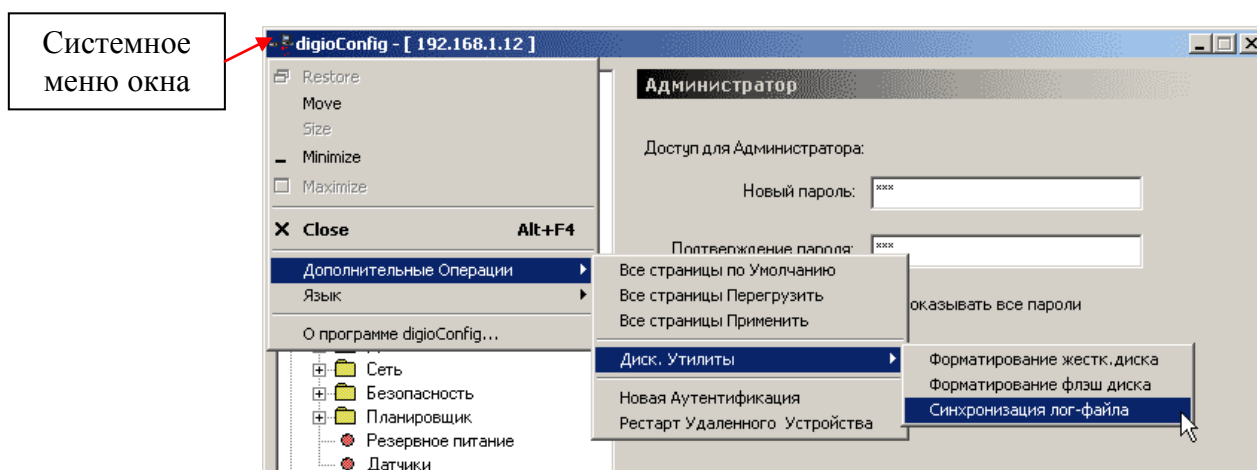 Системное
меню окна
digioConfig - [ 192.168.1.12 ]
Restore
Move
Size
Minimize
Maximize
Close Alt+F4
Дополнительные Операции
Язык
О программе digioConfig...
Администратор
Доступ для Администратора:
Новый пароль: ***
Подтверждение пароля: ***
оказывать все пароли
Все страницы по Умолчанию
Все страницы Перегрузить
Все страницы Применить
Диск. Утилиты
Новая Аутентификация
Рестарт Удаленного Устройства
Форматирование жестк.диска
Форматирование флэш диска
Синхронизация лог-файла
Сеть
Безопасность
Планировщик
Резервное питание
Датчики